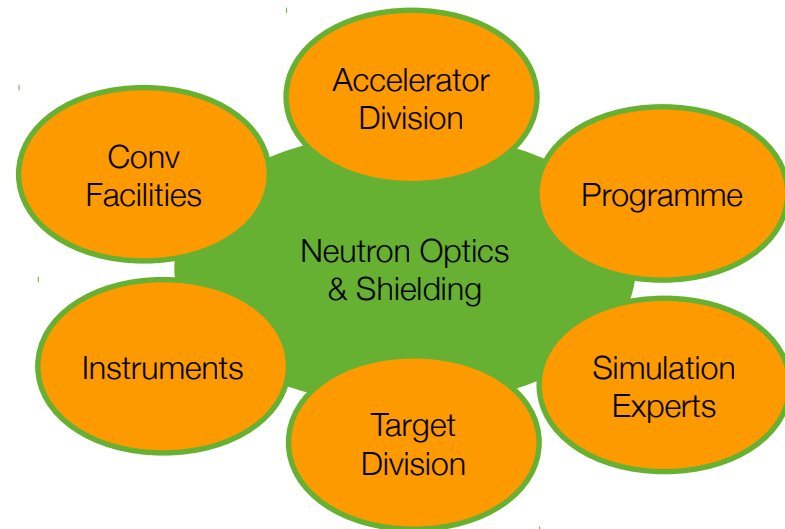 Accelerator
Division
Conv
Facilities
Programme
Neutron Optics
& Shielding
Instruments
Simulation
Experts
Target
Division